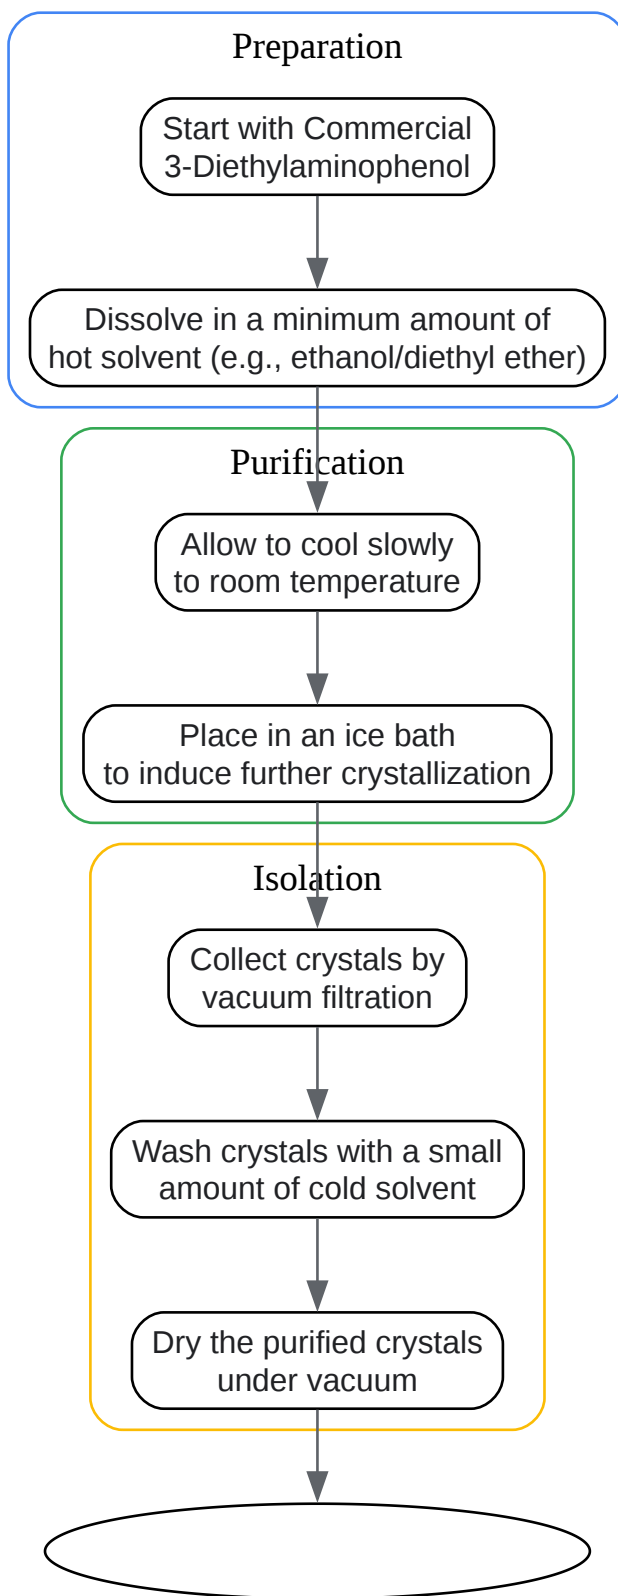 Preparation
Start with Commercial
3-Diethylaminophenol
Dissolve in a minimum amount of
hot solvent (e.g., ethanol/diethyl ether)
Purification
Allow to cool slowly
to room temperature
Place in an ice bath
to induce further crystallization
Isolation
Collect crystals by
vacuum filtration
Wash crystals with a small
amount of cold solvent
Dry the purified crystals
under vacuum